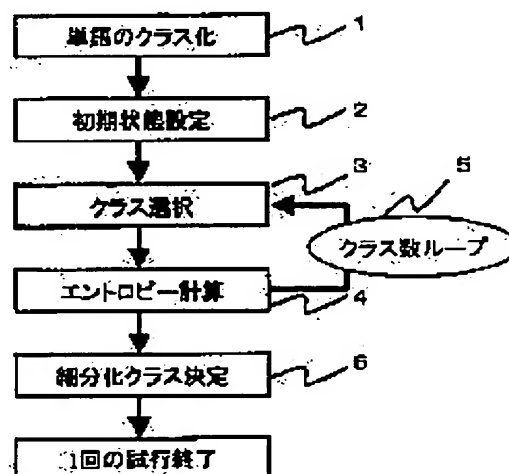 単語のクラス化
1
初期状態設定
2
クラス選択
3
クラス数ループ
5
エントロピー計算
4
細分化クラス決定
6
1回の試行終了